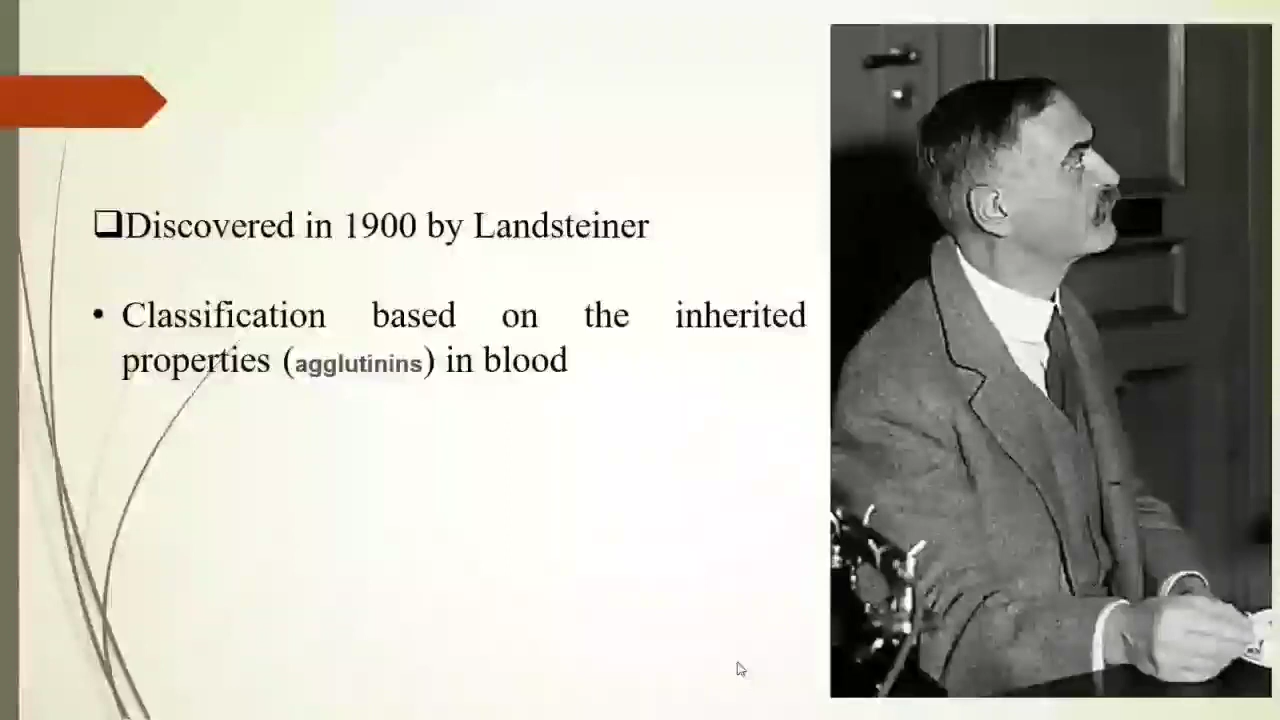 Discovered in 1900 by Landsteiner
• Classification based on the inherited
properties (agglutinins) in blood